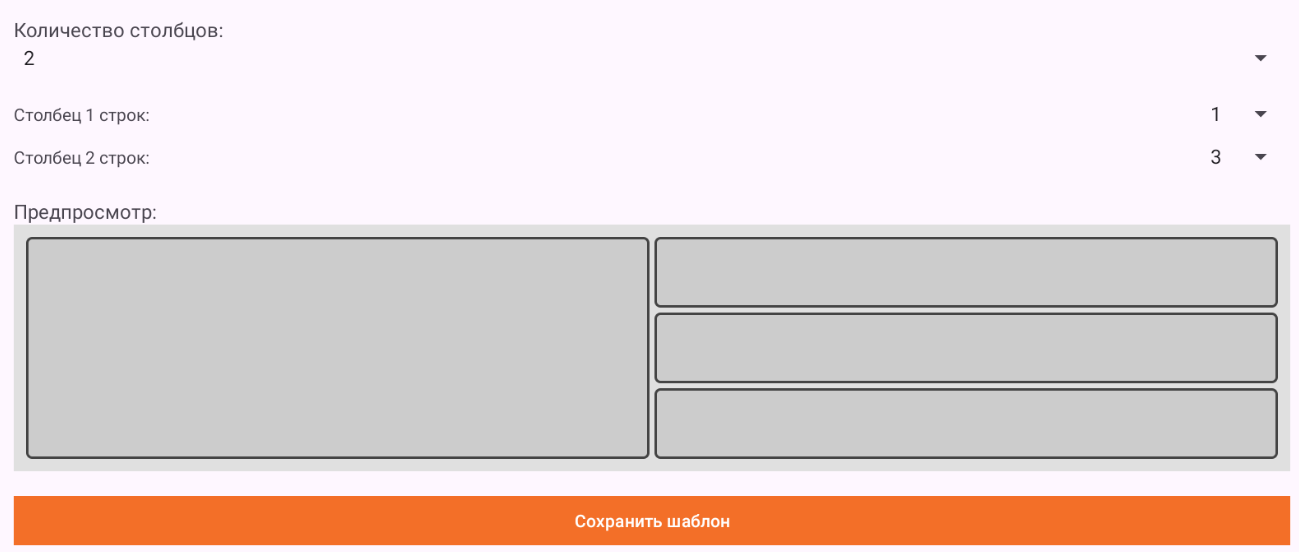 Количество столбцов:
2
Столбец 1 строк:
1
Столбец 2 строк:
3
Предпросмотр:
Сохранить шаблон